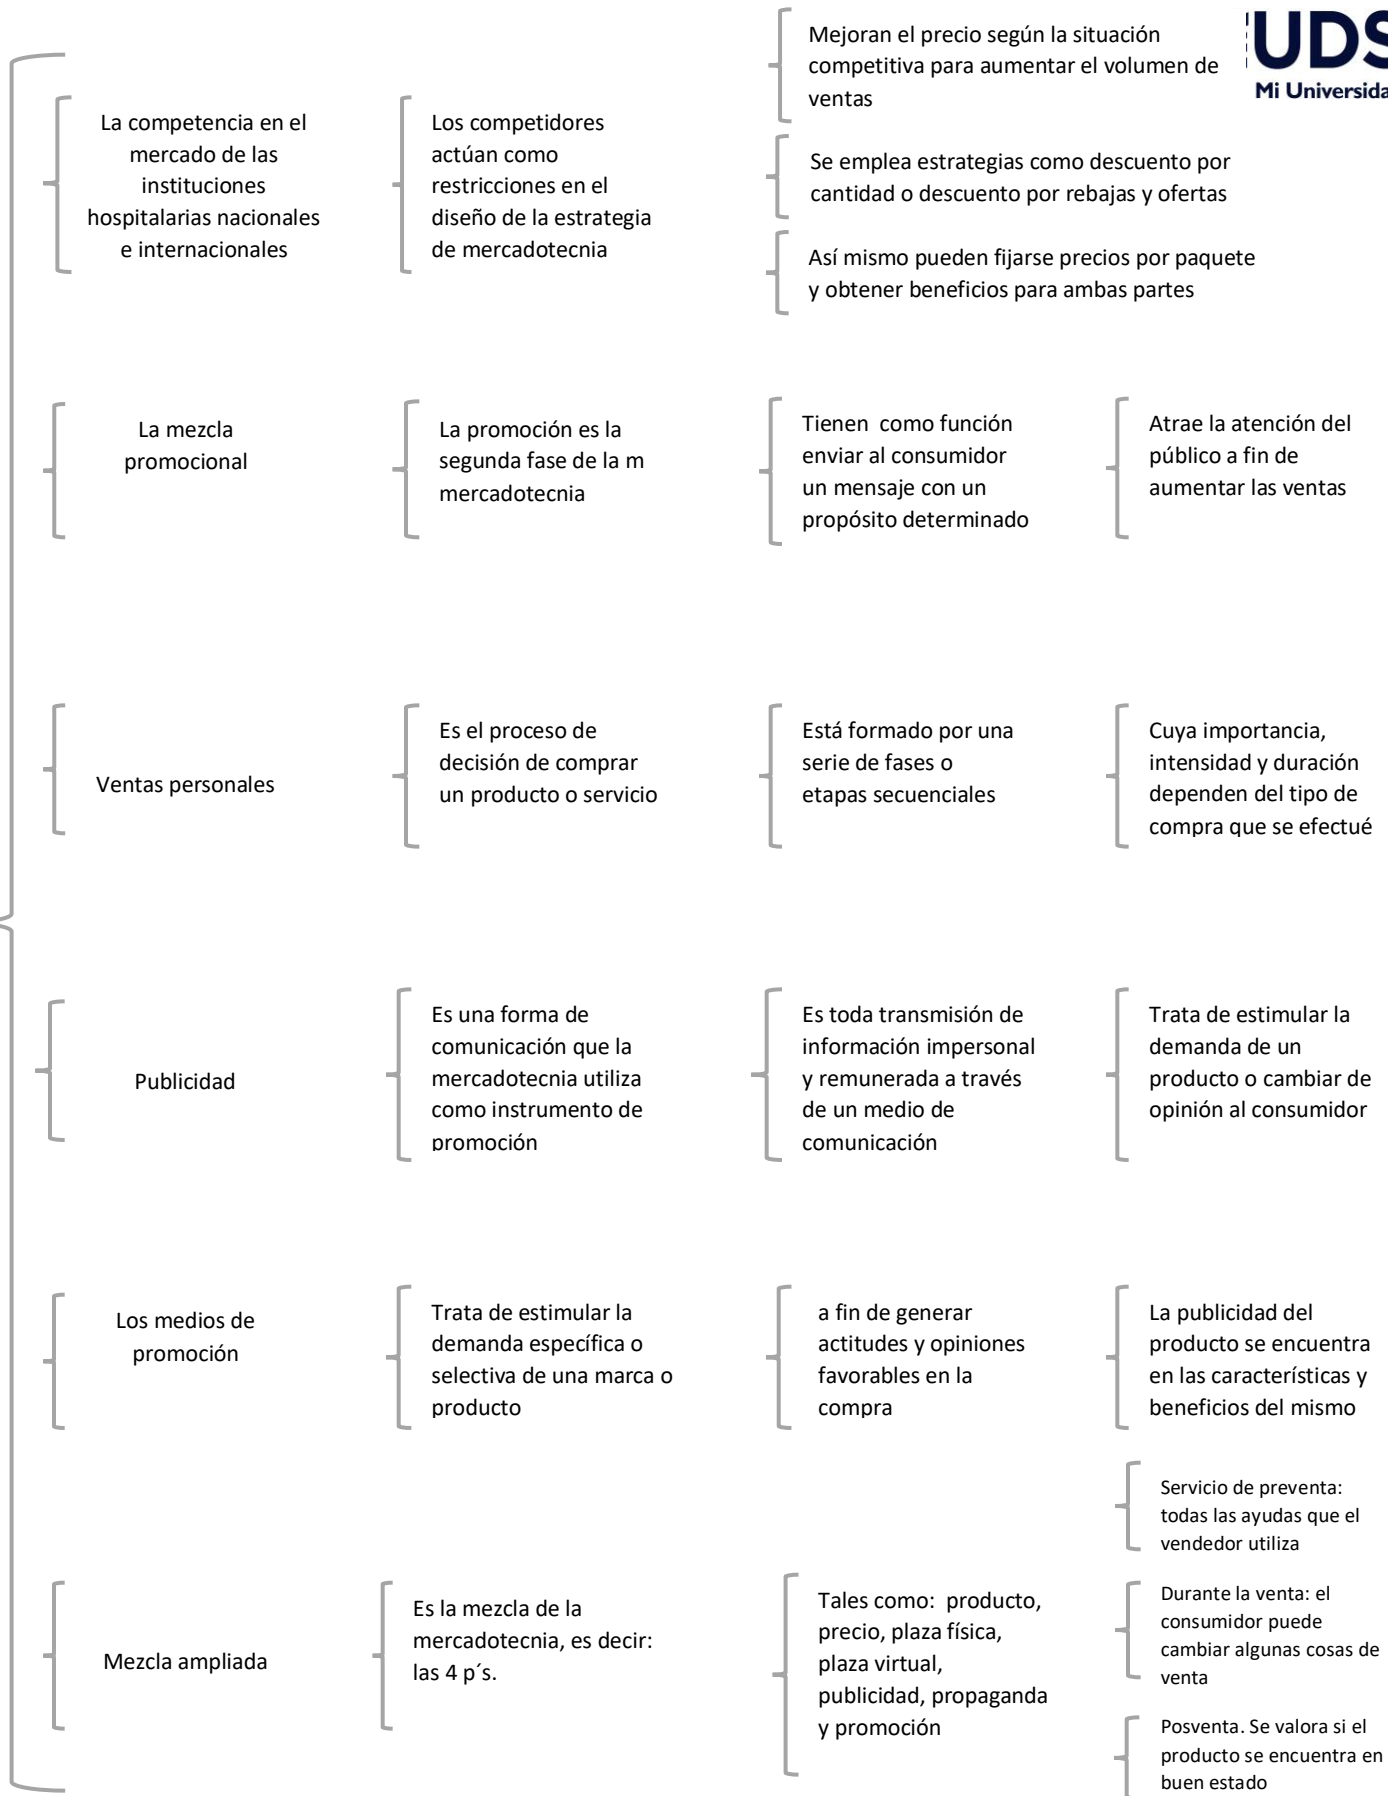 UDS
Mi Universida
La competencia en el
mercado de las
instituciones
hospitalarias nacionales
e internacionales
Los competidores
actúan como
restricciones en el
diseño de la estrategia
de mercadotecnia
Mejoran el precio según la situación
competitiva para aumentar el volumen de
ventas
Se emplea estrategias como descuento por
cantidad o descuento por rebajas y ofertas
Así mismo pueden fijarse precios por paquete
y obtener beneficios para ambas partes
La mezcla
promocional
La promoción es la
segunda fase de la m
mercadotecnia
Tienen  como función
enviar al consumidor
un mensaje con un
propósito determinado
Atrae la atención del
público a fin de
aumentar las ventas
Ventas personales
Es el proceso de
decisión de comprar
un producto o servicio
Está formado por una
serie de fases o
etapas secuenciales
Cuya importancia,
intensidad y duración
dependen del tipo de
compra que se efectué
Publicidad
Es una forma de
comunicación que la
mercadotecnia utiliza
como instrumento de
promoción
Es toda transmisión de
información impersonal
y remunerada a través
de un medio de
comunicación
Trata de estimular la
demanda de un
producto o cambiar de
opinión al consumidor
Los medios de
promoción
Trata de estimular la
demanda específica o
selectiva de una marca o
producto
a fin de generar
actitudes y opiniones
favorables en la
compra
La publicidad del
producto se encuentra
en las características y
beneficios del mismo
Mezcla ampliada
Es la mezcla de la
mercadotecnia, es decir:
las 4 p´s.
Tales como:  producto,
precio, plaza física,
plaza virtual,
publicidad, propaganda
y promoción
Servicio de preventa:
todas las ayudas que el
vendedor utiliza
Durante la venta: el
consumidor puede
cambiar algunas cosas de
venta
Posventa. Se valora si el
producto se encuentra en
buen estado